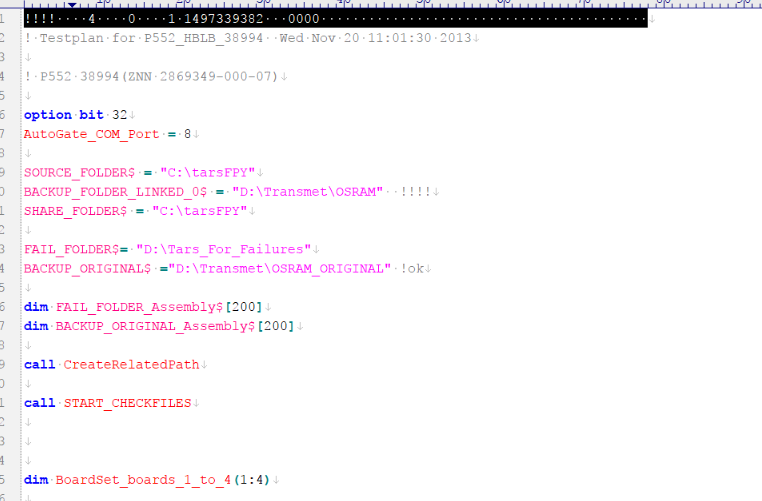 !!!!    4    0    1 1497339382   0000
! Testplan for P552_HBLB_38994  Wed Nov 20 11:01:30 2013
! P552 38994(ZNN 2869349-000-07)
option bit 32
AutoGate_COM_Port = 8
SOURCE_FOLDER$ = "C:\tarsFPY"
BACKUP_FOLDER_LINKED_0$ = "D:\Transmet\OSRAM"  !!!!
SHARE_FOLDER$ = "C:\tarsFPY"
FAIL_FOLDER$= "D:\Tars_For_Failures"
BACKUP_ORIGINAL$ ="D:\Transmet\OSRAM_ORIGINAL" !ok
dim FAIL_FOLDER_Assembly$[200]
dim BACKUP_ORIGINAL_Assembly$[200]
call CreateRelatedPath
call START_CHECKFILES
dim BoardSet_boards_1_to_4(1:4)